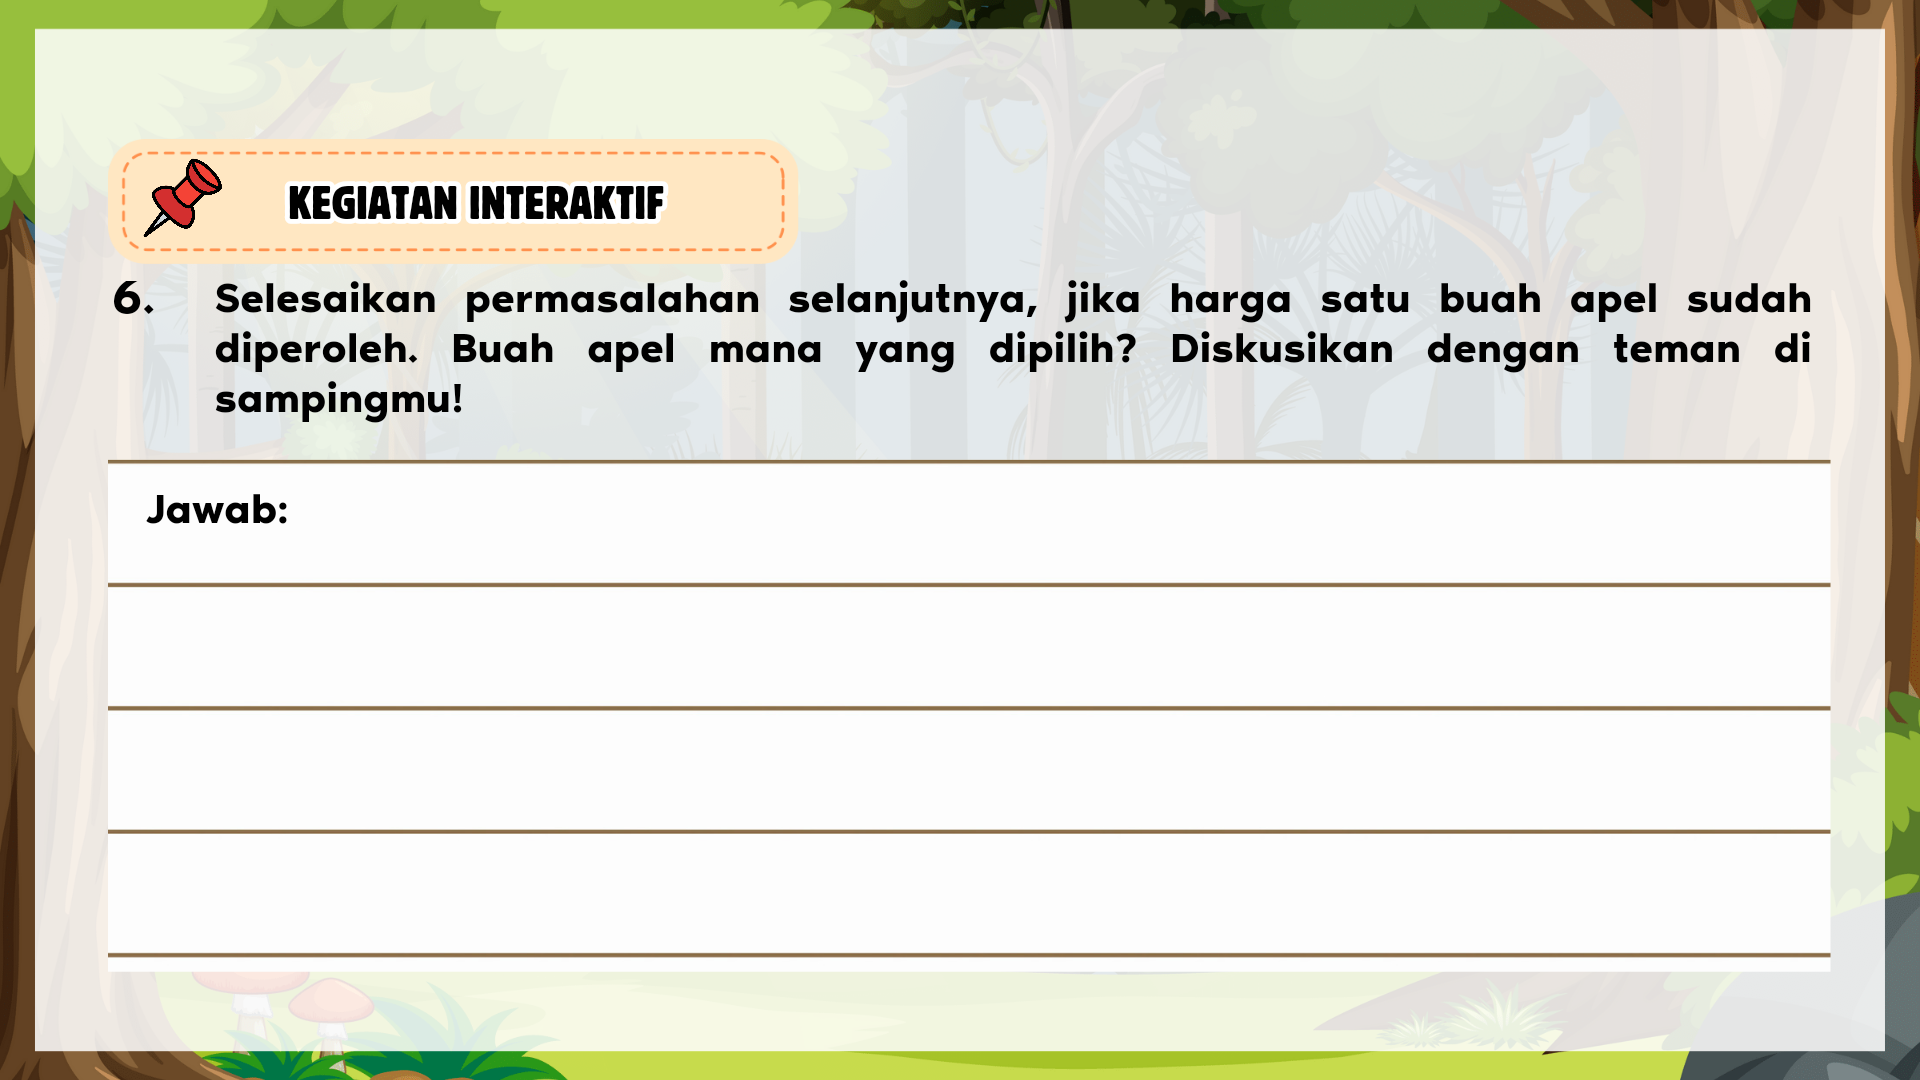 KEGIATAN INTERAKTIF
6. Selesaikan permasalahan selanjutnya, jika harga satu buah apel sudah
diperoleh. Buah apel mana yang dipilih? Diskusikan dengan teman di
sampingmu!
Jawab: